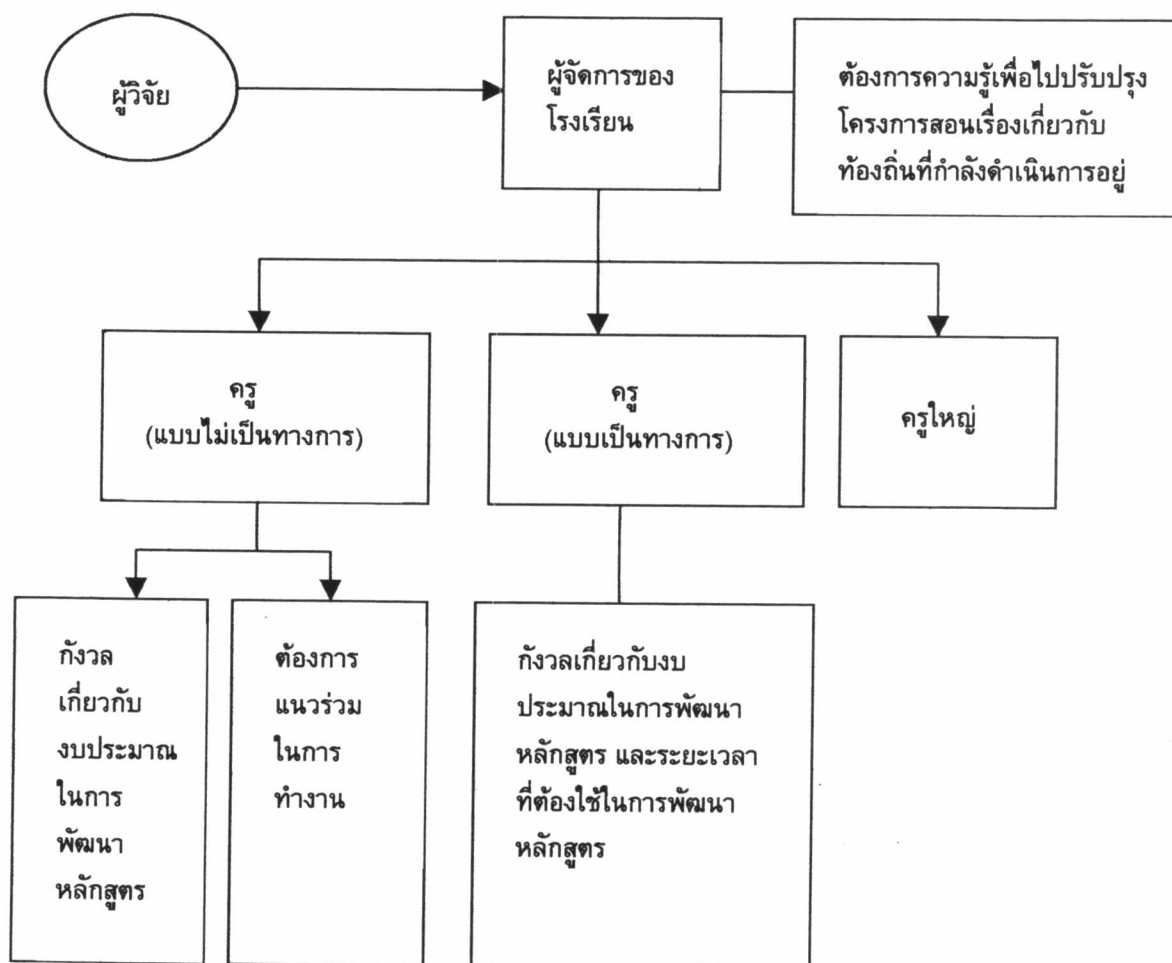 ผู้วิจัย
ผู้จัดการของ
โรงเรียน
ต้องการความรู้เพื่อไปปรับปรุง
โครงการสอนเรื่องเกี่ยวกับ
ท้องถิ่นที่กำลังดำเนินการอยู่
ครู
(แบบไม่เป็นทางการ)
ครู
(แบบเป็นทางการ)
ครูใหญ่
กังวล
เกี่ยวกับ
งบประมาณ
ในการ
พัฒนา
หลักสูตร
ต้องการ
แนวร่วม
ในการ
ทำงาน
กังวลเกี่ยวกับงบ
ประมาณในการพัฒนา
หลักสูตร และระยะเวลา
ที่ต้องใช้ในการพัฒนา
หลักสูตร